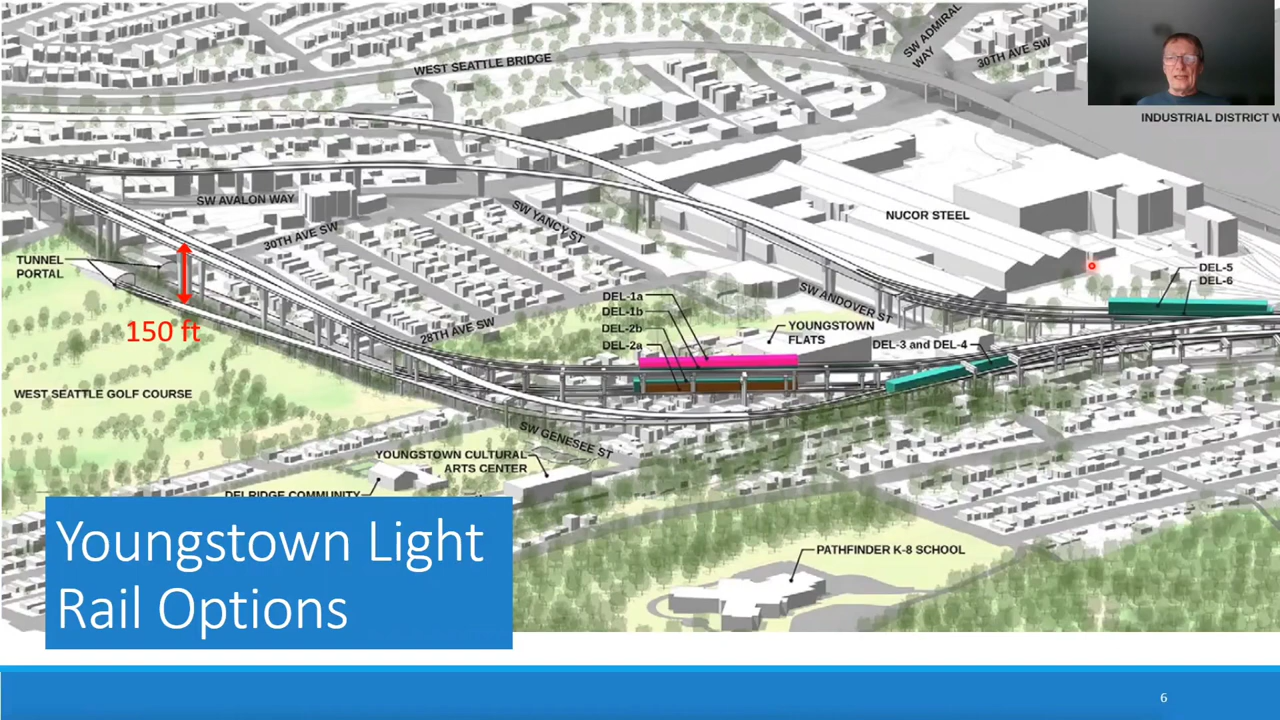 SW ADMIRAL
WAY
30TH AVE SW
WEST SEATTLE BRIDGE
INDUSTRIAL DISTRICT W
SW AVALON WAY
30TH AVE SW
SW YANCY ST
NUCOR STEEL
TUNNEL
PORTAL
150 ft
28TH AVE SW
DEL-1a
DEL-1b
DEL-2b
DEL-2a
SW ANDOVER ST
YOUNGSTOWN
FLATS
DEL-3 and DEL-4
DEL-5
DEL-6
WEST SEATTLE GOLF COURSE
SW GENESEE ST
YOUNGSTOWN CULTURAL
ARTS CENTER
DELRIDGE COMMUNITY
PATHFINDER K-8 SCHOOL
Youngstown Light
Rail Options
6